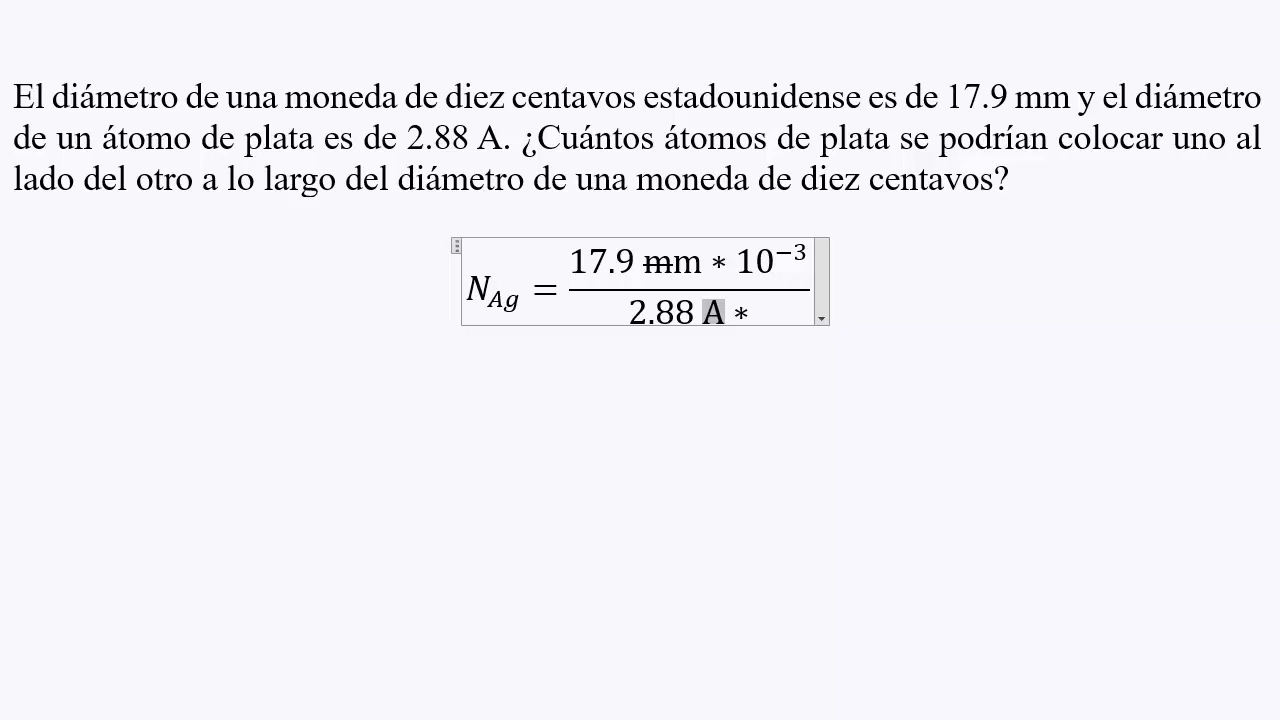 El diámetro de una moneda de diez centavos estadounidense es de 17.9 mm y el diámetro
de un átomo de plata es de 2.88 A. ¿Cuántos átomos de plata se podrían colocar uno al
lado del otro a lo largo del diámetro de una moneda de diez centavos?
17.9 mm ∗ 10⁻³
N_Ag =
2.88 A ∗